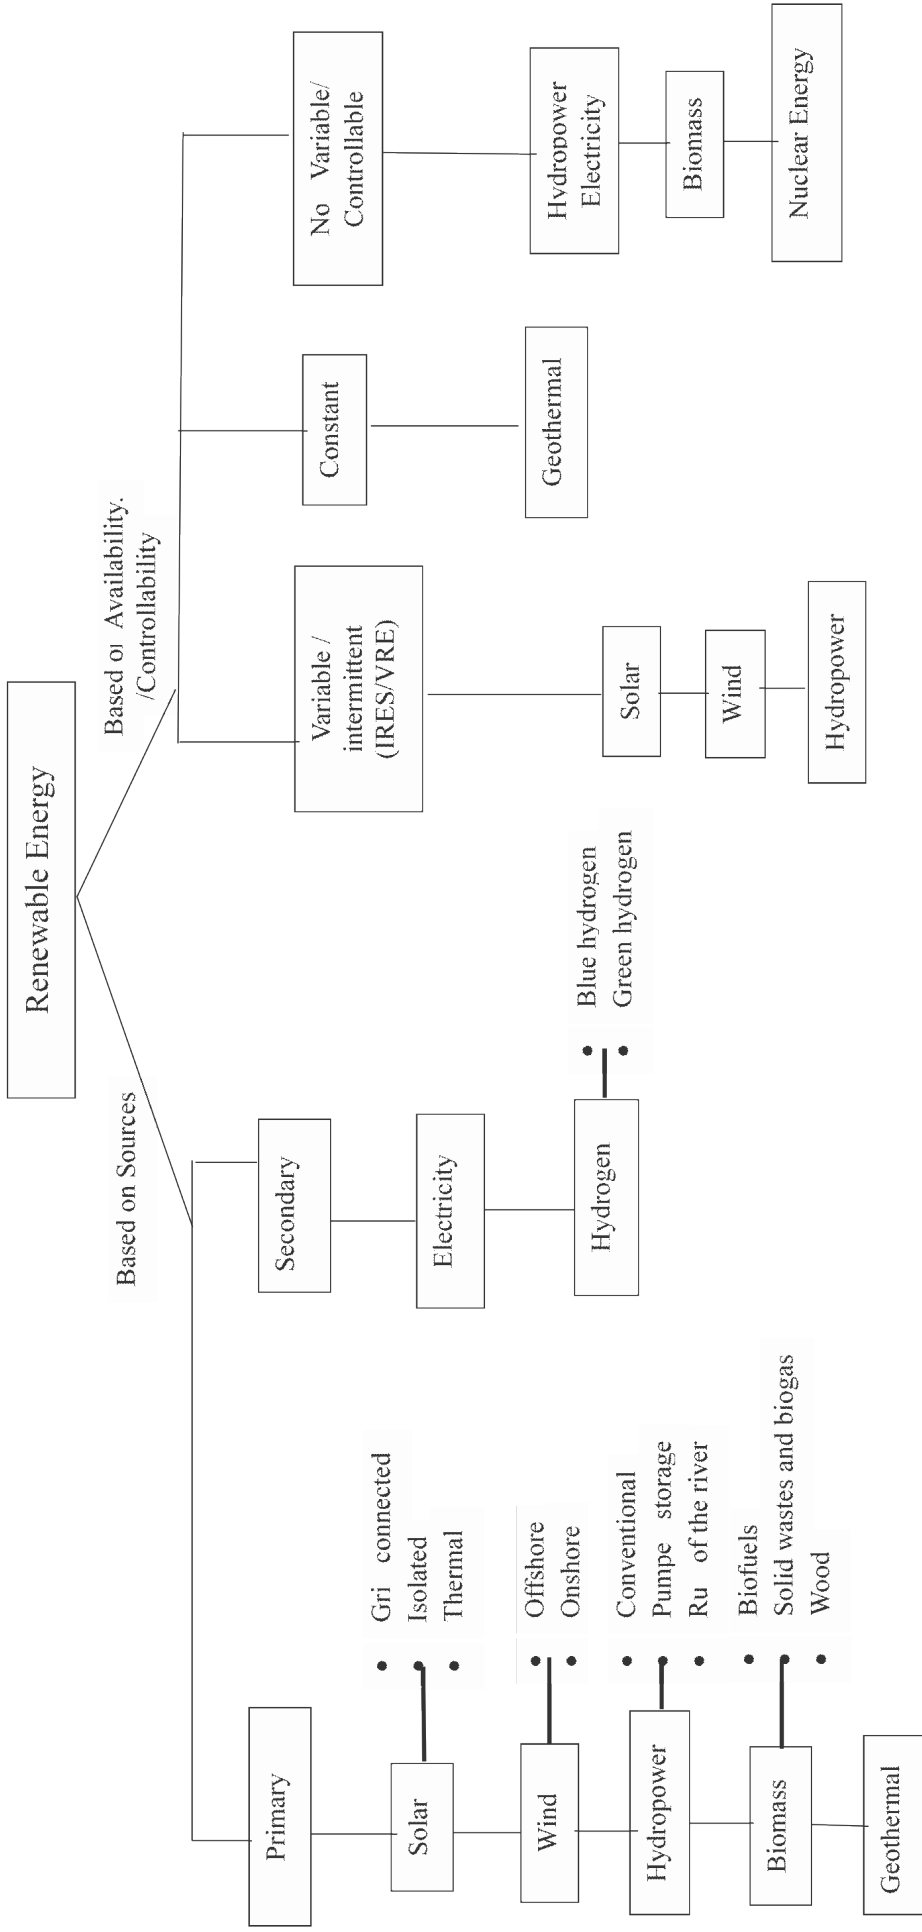 Renewable Energy
Based on Sources
Based o Availability.
/Controllability
Primary
Solar
Gri connected
Isolated
Thermal
Wind
Offshore
Onshore
Hydropower
Conventional
Pumpe storage
Ru of the river
Biomass
Biofuels
Solid wastes and biogas
Wood
Geothermal
Secondary
Electricity
Hydrogen
Blue hydrogen
Green hydrogen
Variable /
intermittent
(IRES/VRE)
Solar
Wind
Hydropower
Constant
Geothermal
No Variable/
Controllable
Hydropower
Electricity
Biomass
Nuclear Energy